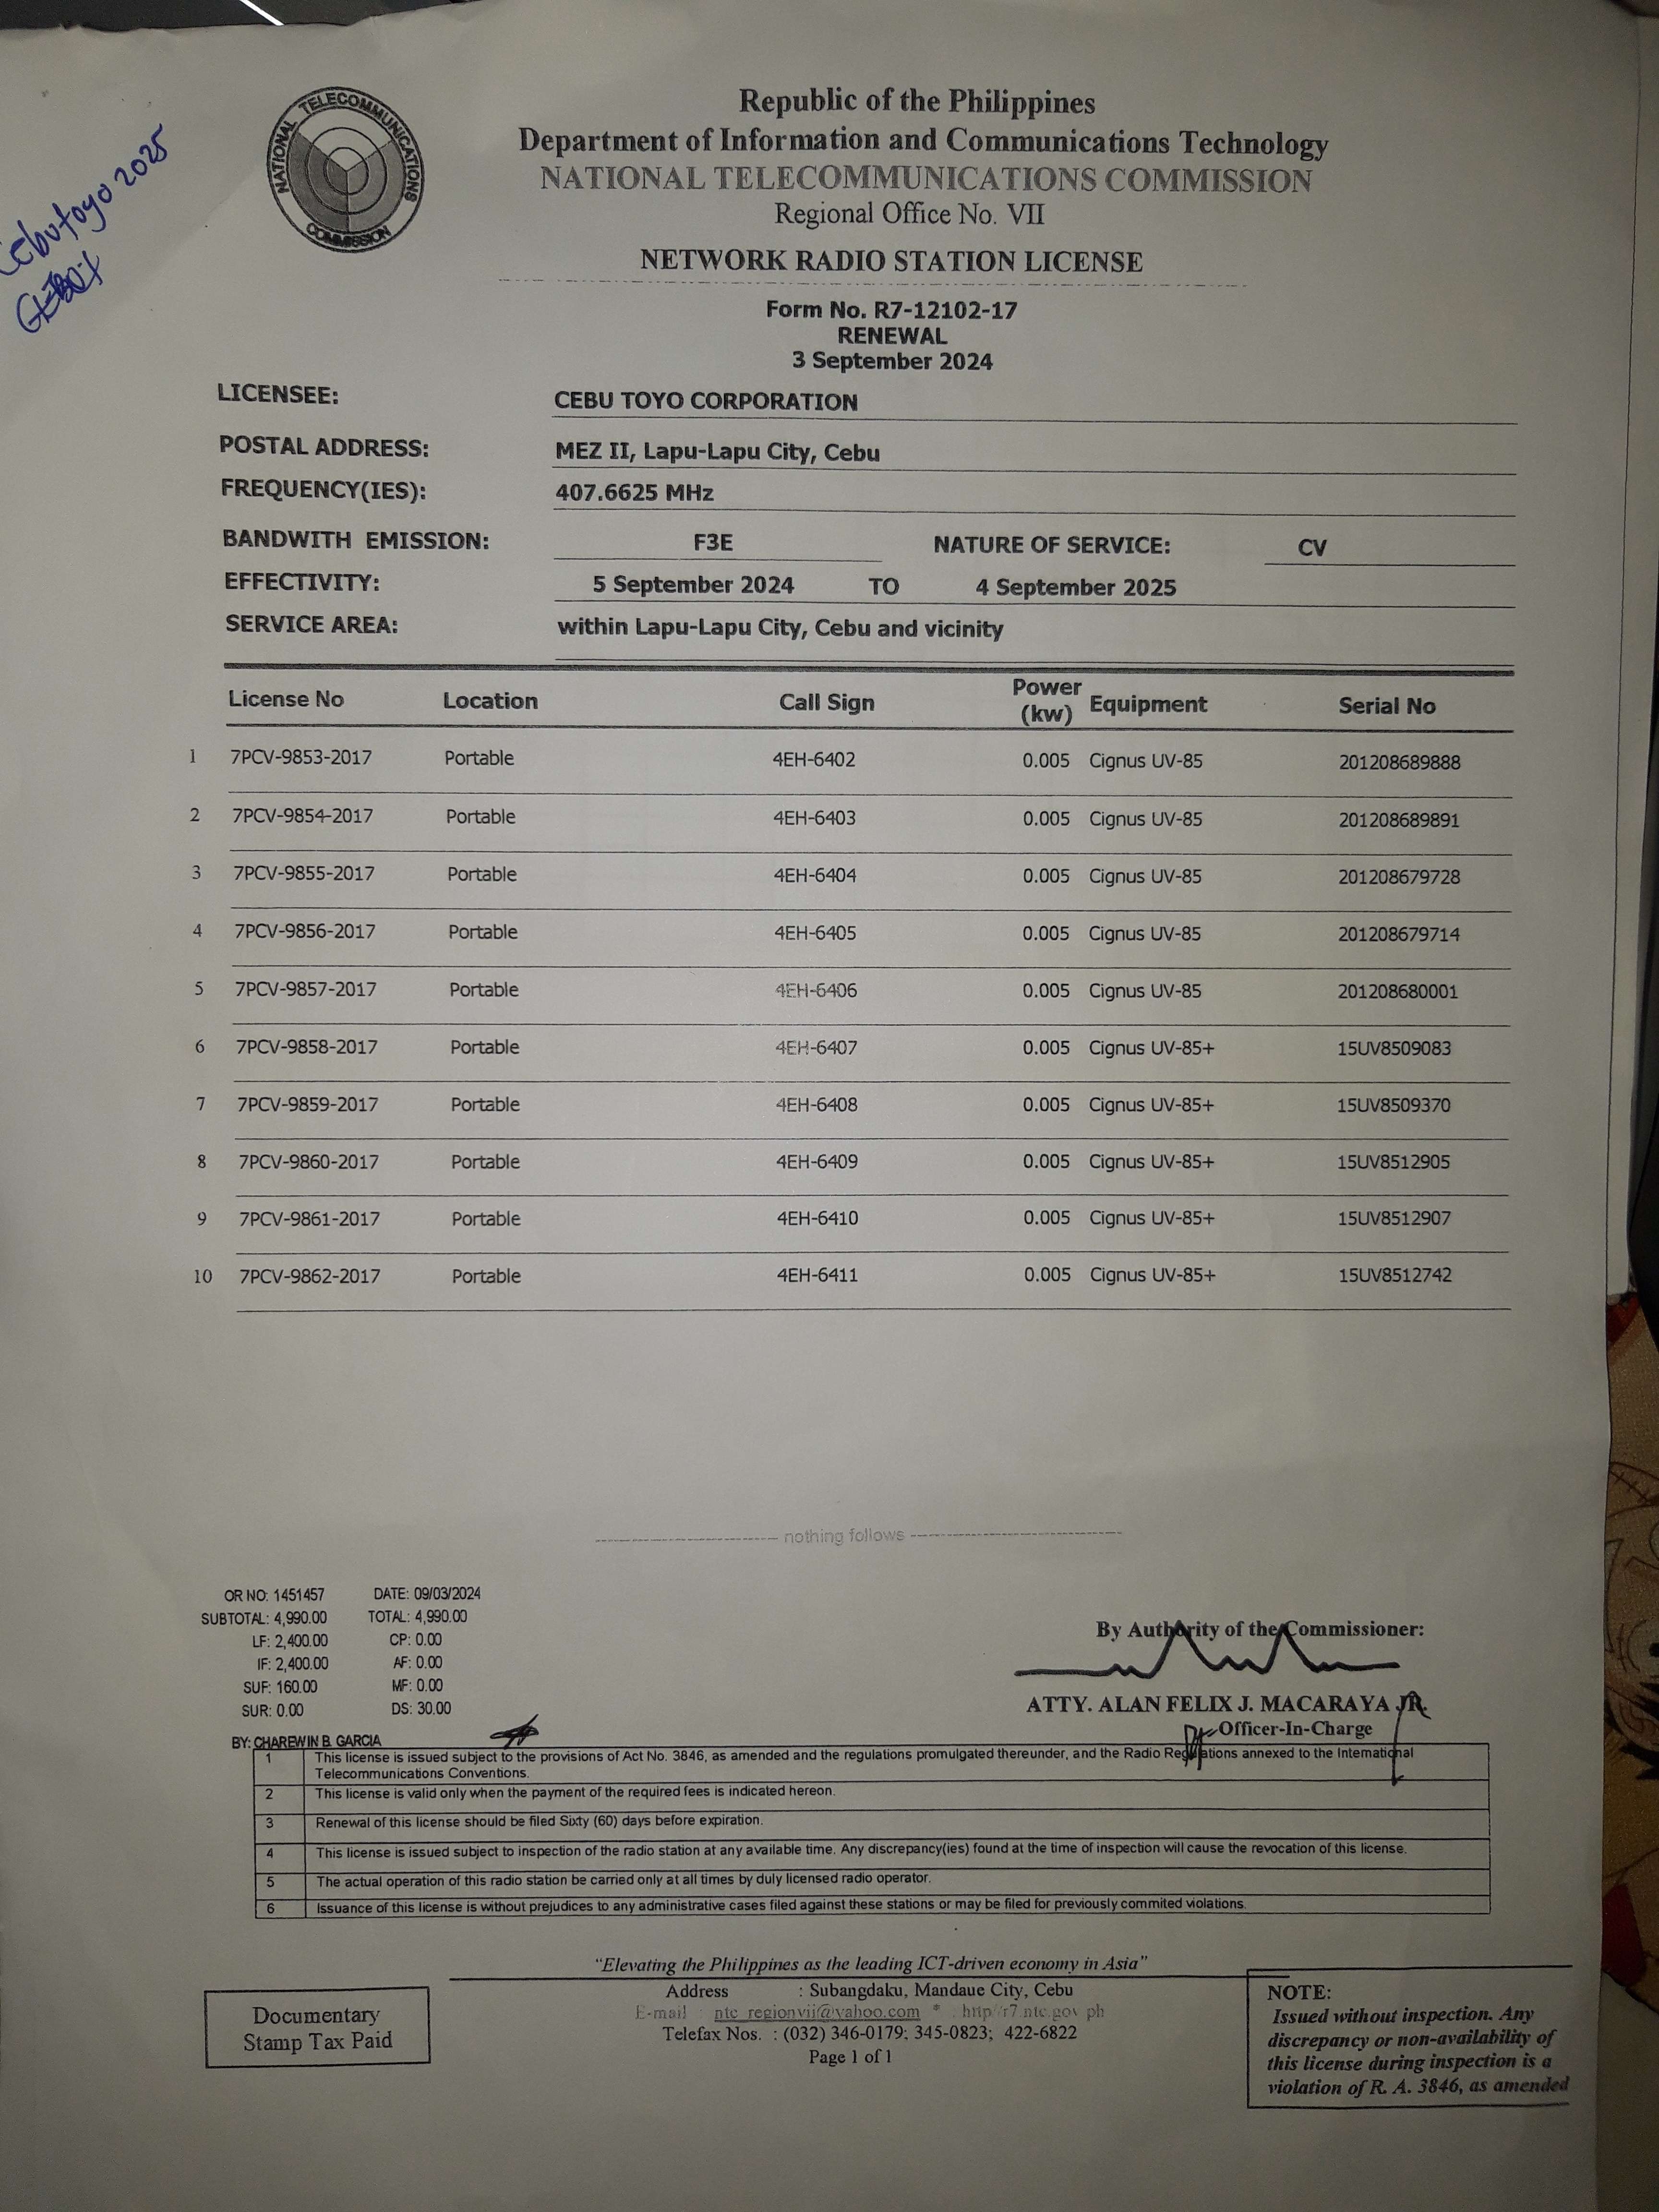 Cebutoyo 2025
NATIONAL TELECOMMUNICATIONS COMMISSION
Republic of the Philippines
Department of Information and Communications Technology
NATIONAL TELECOMMUNICATIONS COMMISSION
Regional Office No. VII
NETWORK RADIO STATION LICENSE
Form No. R7-12102-17
RENEWAL
3 September 2024
LICENSEE: CEBU TOYO CORPORATION
POSTAL ADDRESS: MEZ II, Lapu-Lapu City, Cebu
FREQUENCY(IES): 407.6625 MHz
BANDWITH EMISSION: F3E NATURE OF SERVICE: CV
EFFECTIVITY: 5 September 2024 TO 4 September 2025
SERVICE AREA: within Lapu-Lapu City, Cebu and vicinity
License No Location Call Sign Power (kw) Equipment Serial No
1 7PCV-9853-2017 Portable 4EH-6402 0.005 Cignus UV-85 201208689888
2 7PCV-9854-2017 Portable 4EH-6403 0.005 Cignus UV-85 201208689891
3 7PCV-9855-2017 Portable 4EH-6404 0.005 Cignus UV-85 201208679728
4 7PCV-9856-2017 Portable 4EH-6405 0.005 Cignus UV-85 201208679714
5 7PCV-9857-2017 Portable 4EH-6406 0.005 Cignus UV-85 201208680001
6 7PCV-9858-2017 Portable 4EH-6407 0.005 Cignus UV-85+ 15UV8509083
7 7PCV-9859-2017 Portable 4EH-6408 0.005 Cignus UV-85+ 15UV8509370
8 7PCV-9860-2017 Portable 4EH-6409 0.005 Cignus UV-85+ 15UV8512905
9 7PCV-9861-2017 Portable 4EH-6410 0.005 Cignus UV-85+ 15UV8512907
10 7PCV-9862-2017 Portable 4EH-6411 0.005 Cignus UV-85+ 15UV8512742
nothing follows
OR NO: 1451457 DATE: 09/03/2024
SUBTOTAL: 4,990.00 TOTAL: 4,990.00
LF: 2,400.00 CP: 0.00
IF: 2,400.00 AF: 0.00
SUF: 160.00 MF: 0.00
SUR: 0.00 DS: 30.00
BY: CHAREWIN B. GARCIA
By Authority of the Commissioner:
ATTY. ALAN FELIX J. MACARAYA JR.
Officer-In-Charge
1 This license is issued subject to the provisions of Act No. 3846, as amended and the regulations promulgated thereunder, and the Radio Regulations annexed to the International
Telecommunications Conventions.
2 This license is valid only when the payment of the required fees is indicated hereon.
3 Renewal of this license should be filed Sixty (60) days before expiration.
4 This license is issued subject to inspection of the radio station at any available time. Any discrepancy(ies) found at the time of inspection will cause the revocation of this license.
5 The actual operation of this radio station be carried only at all times by duly licensed radio operator.
6 Issuance of this license is without prejudices to any administrative cases filed against these stations or may be filed for previously commited violations.
"Elevating the Philippines as the leading ICT-driven economy in Asia"
Address : Subangdaku, Mandaue City, Cebu
E-mail : ntc_regionvii@yahoo.com * : http//r7.ntc.gov ph
Telefax Nos. : (032) 346-0179; 345-0823; 422-6822
Page 1 of 1
Documentary
Stamp Tax Paid
NOTE:
Issued without inspection. Any
discrepancy or non-availability of
this license during inspection is a
violation of R. A. 3846, as amended